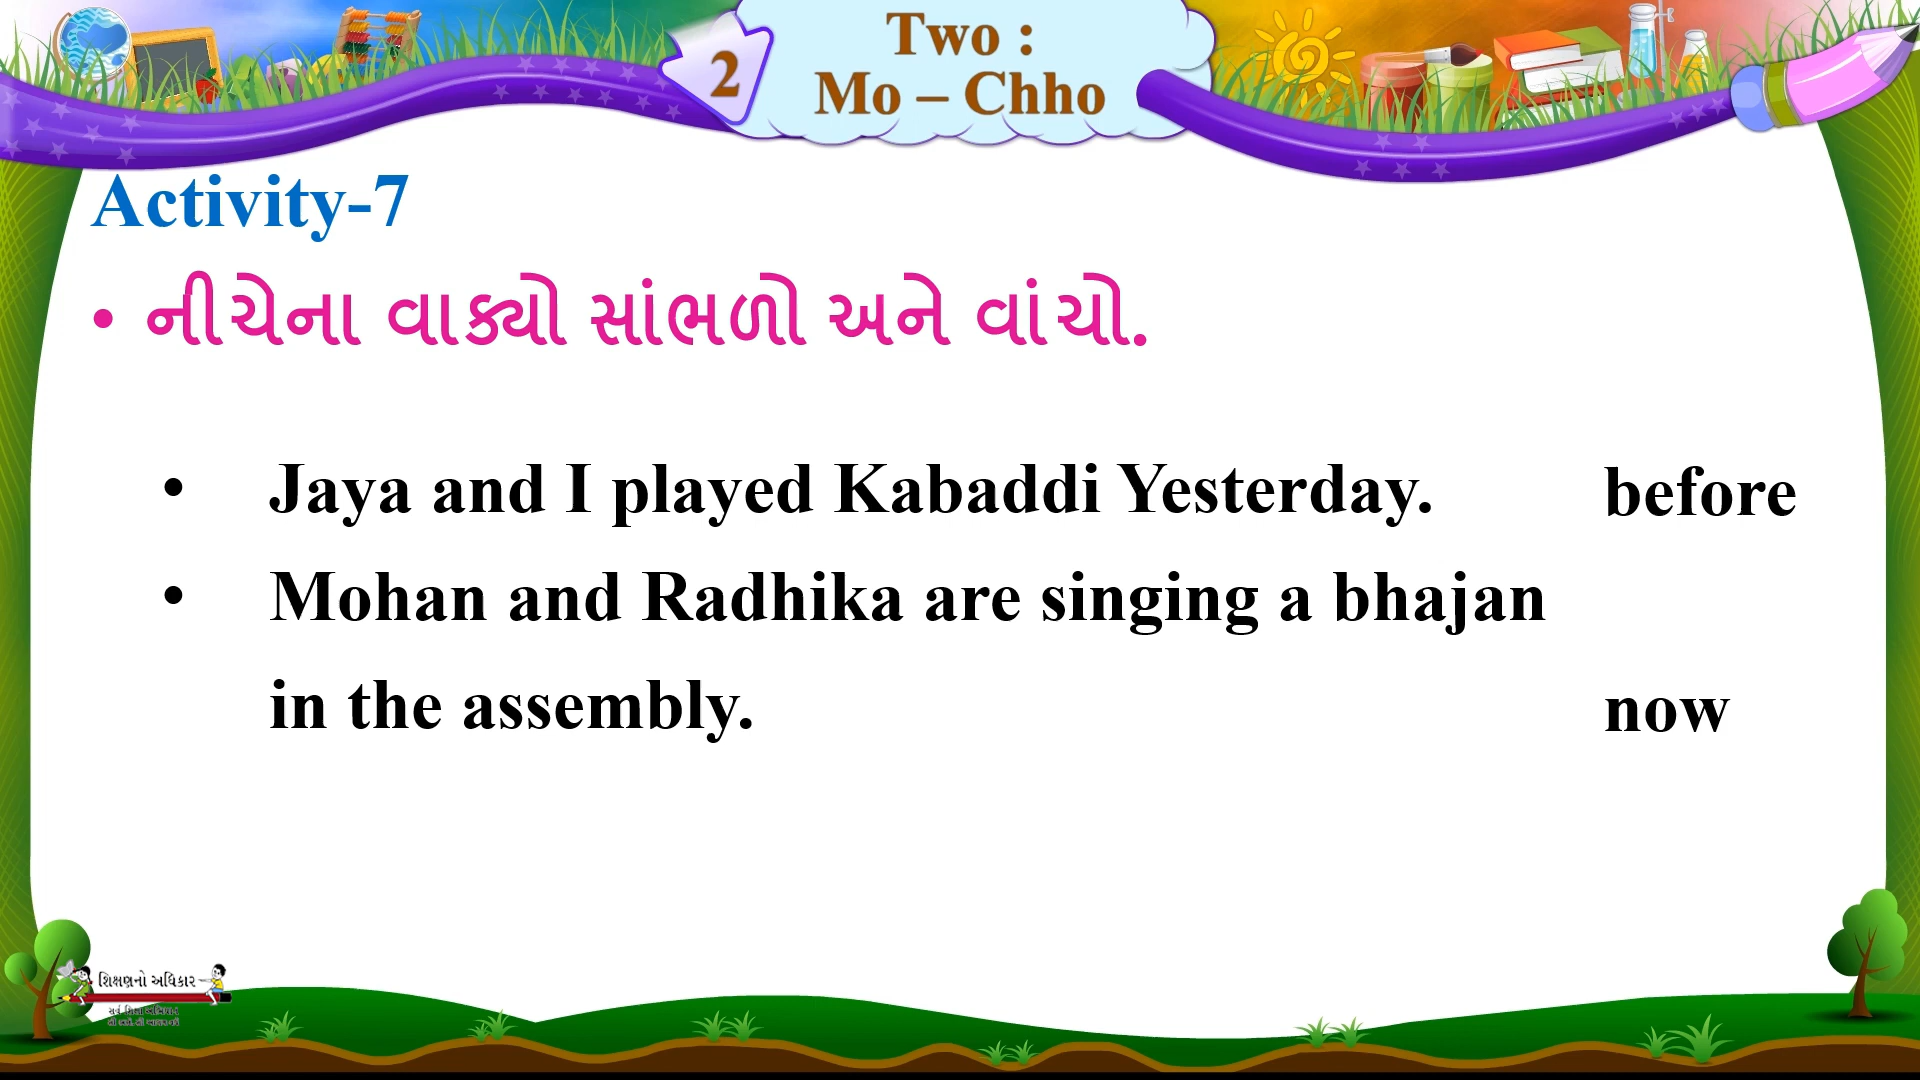 2
Two :
Mo – Chho
Activity-7
• નીચેના વાક્યો સાંભળો અને વાંચો.
• Jaya and I played Kabaddi Yesterday. before
• Mohan and Radhika are singing a bhajan
in the assembly. now
શિક્ષણનો અધિકાર